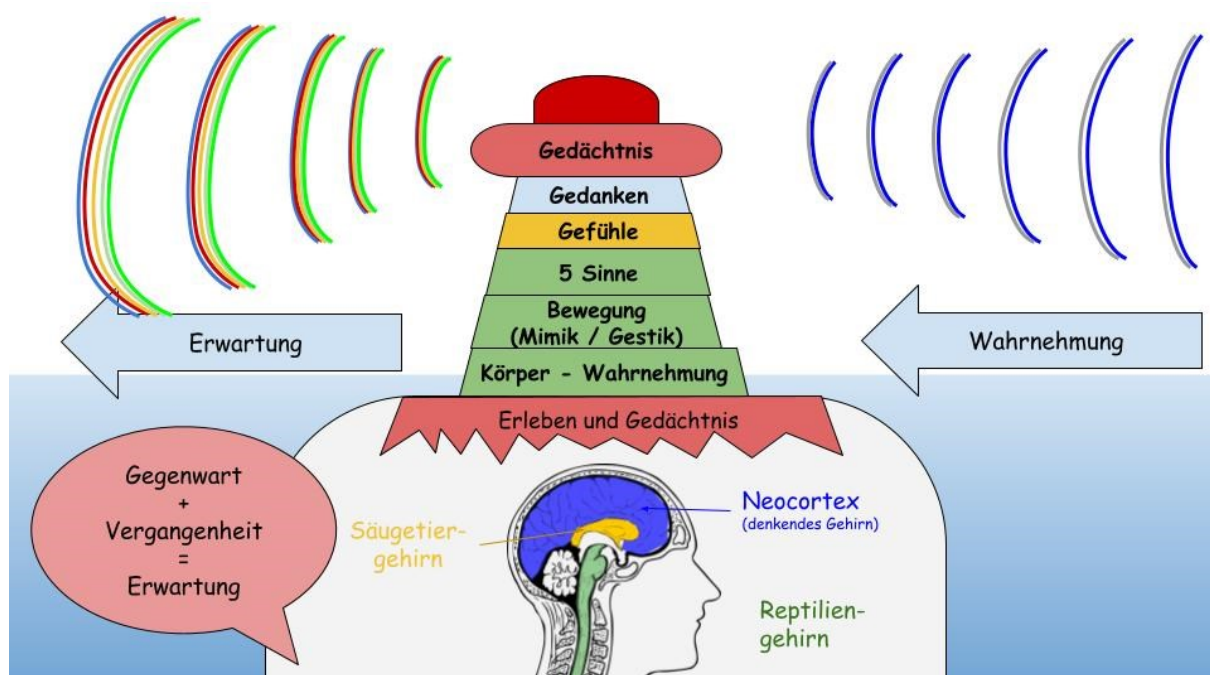 Gedächtnis
Gedanken
Gefühle
5 Sinne
Bewegung
(Mimik / Gestik)
Körper - Wahrnehmung
Erleben und Gedächtnis
Erwartung
Wahrnehmung
Gegenwart
+
Vergangenheit
=
Erwartung
Säugetier-
gehirn
Neocortex
(denkendes Gehirn)
Reptilien-
gehirn